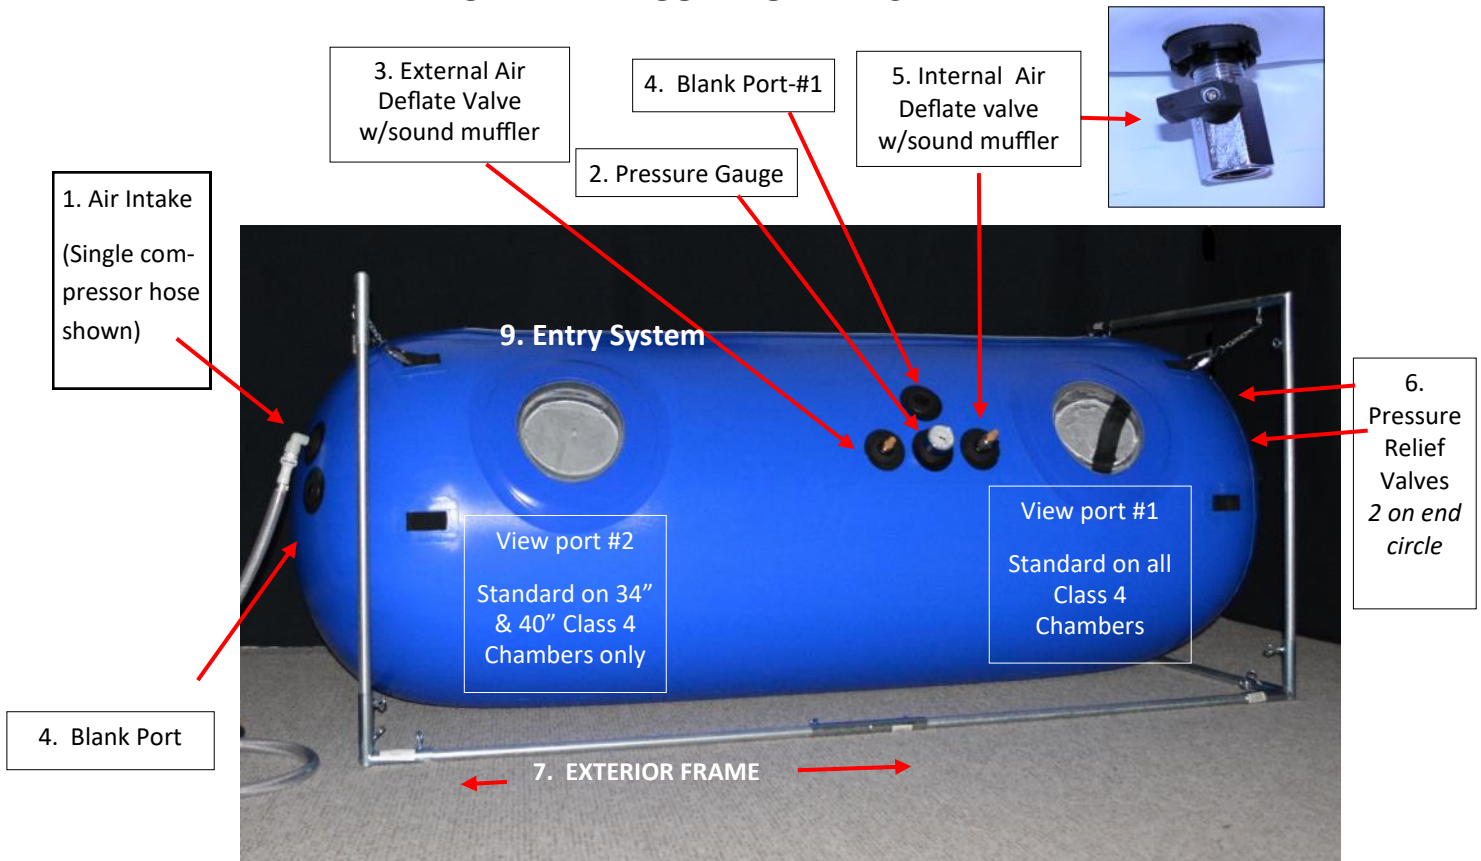 3. External Air
Deflate Valve
w/sound muffler
4. Blank Port-#1
5. Internal Air
Deflate valve
w/sound muffler
2. Pressure Gauge
1. Air Intake
(Single com-
pressor hose
shown)
9. Entry System
6.
Pressure
Relief
Valves
2 on end
circle
View port #2
Standard on 34”
& 40” Class 4
Chambers only
View port #1
Standard on all
Class 4
Chambers
4. Blank Port
7. EXTERIOR FRAME